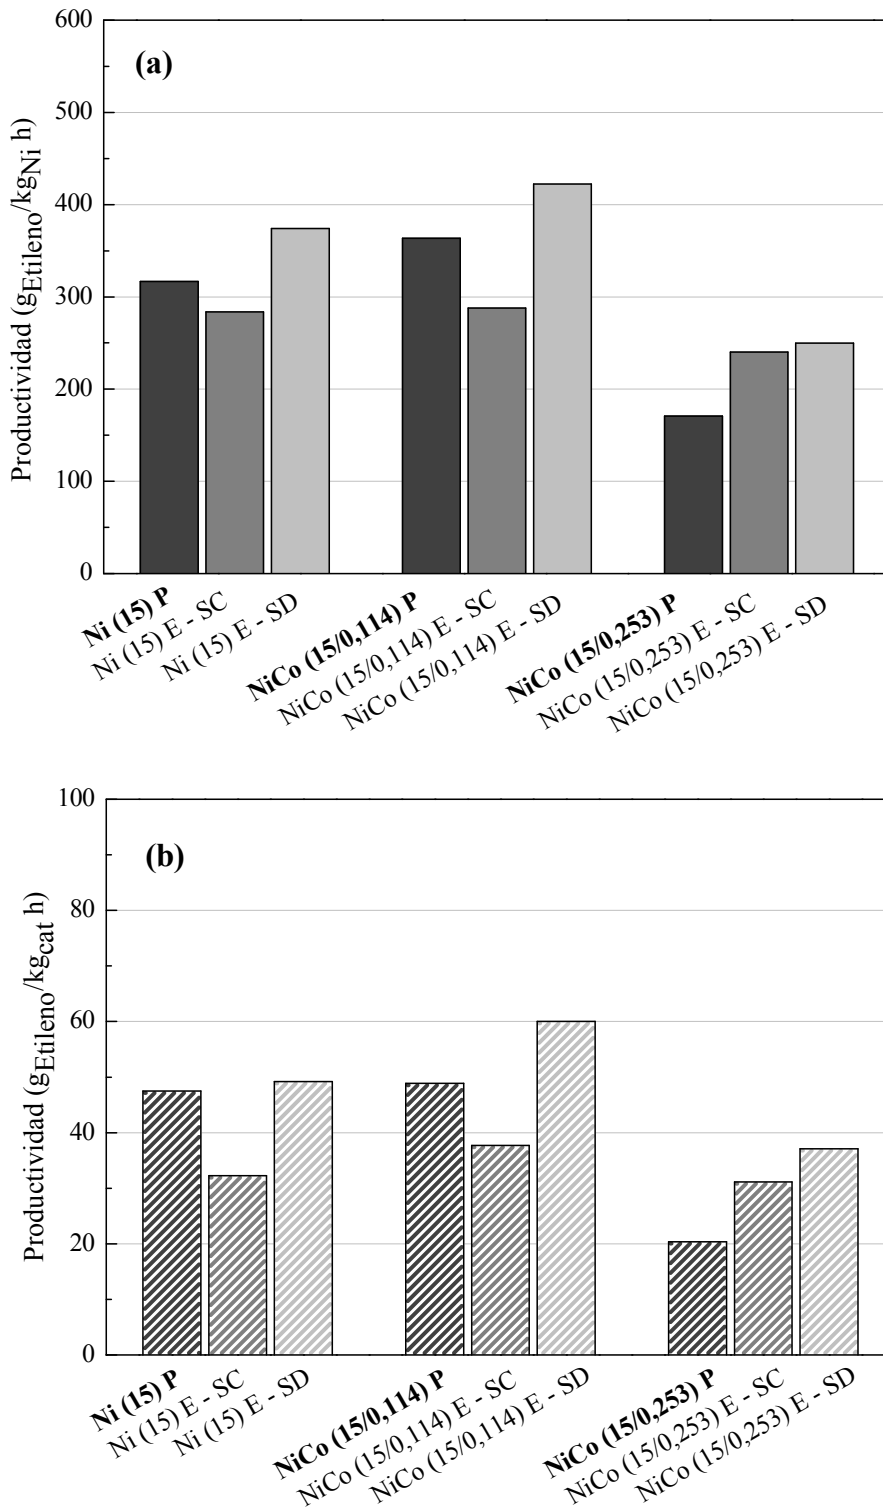 600
(a)
500
400
300
200
100
0
Productividad (gEtileno/kgNi h)
Ni (15) P
Ni (15) E - SC
Ni (15) E - SD
NiCo (15/0,114) P
NiCo (15/0,114) E - SC
NiCo (15/0,114) E - SD
NiCo (15/0,253) P
NiCo (15/0,253) E - SC
NiCo (15/0,253) E - SD
100
(b)
80
60
40
20
0
Productividad (gEtileno/kgcat h)
Ni (15) P
Ni (15) E - SC
Ni (15) E - SD
NiCo (15/0,114) P
NiCo (15/0,114) E - SC
NiCo (15/0,114) E - SD
NiCo (15/0,253) P
NiCo (15/0,253) E - SC
NiCo (15/0,253) E - SD